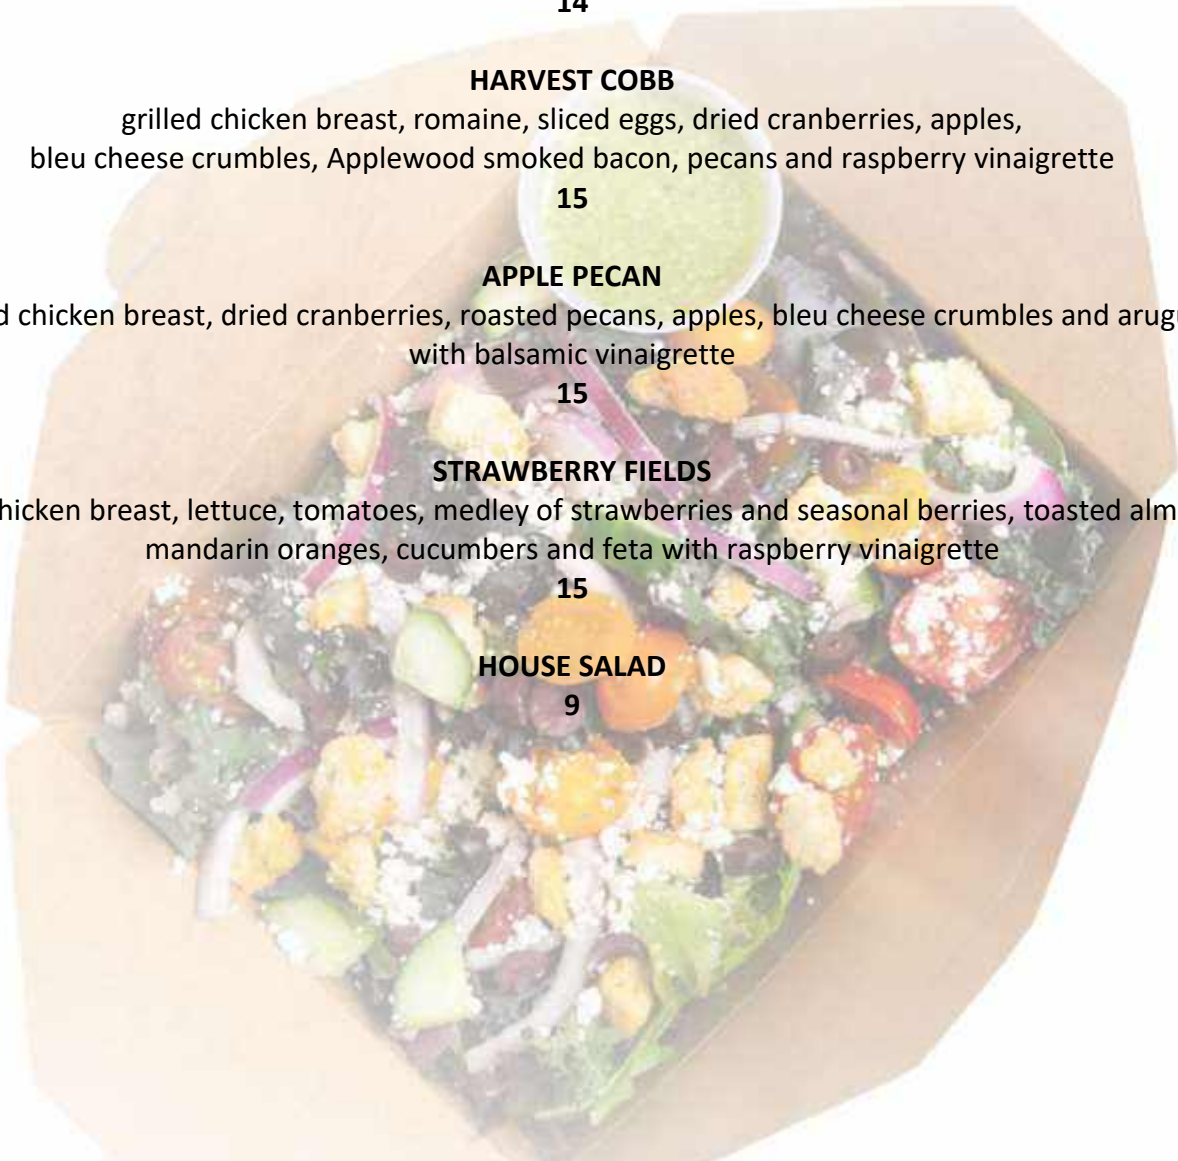 14
HARVEST COBB
grilled chicken breast, romaine, sliced eggs, dried cranberries, apples,
bleu cheese crumbles, Applewood smoked bacon, pecans and raspberry vinaigrette
15
APPLE PECAN
chicken breast, dried cranberries, roasted pecans, apples, bleu cheese crumbles and
with balsamic vinaigrette
15
STRAWBERRY FIELDS
breast, lettuce, tomatoes, medley of strawberries and seasonal berries, toasted
mandarin oranges, cucumbers and feta with raspberry vinaigrette
15
HOUSE SALAD
9